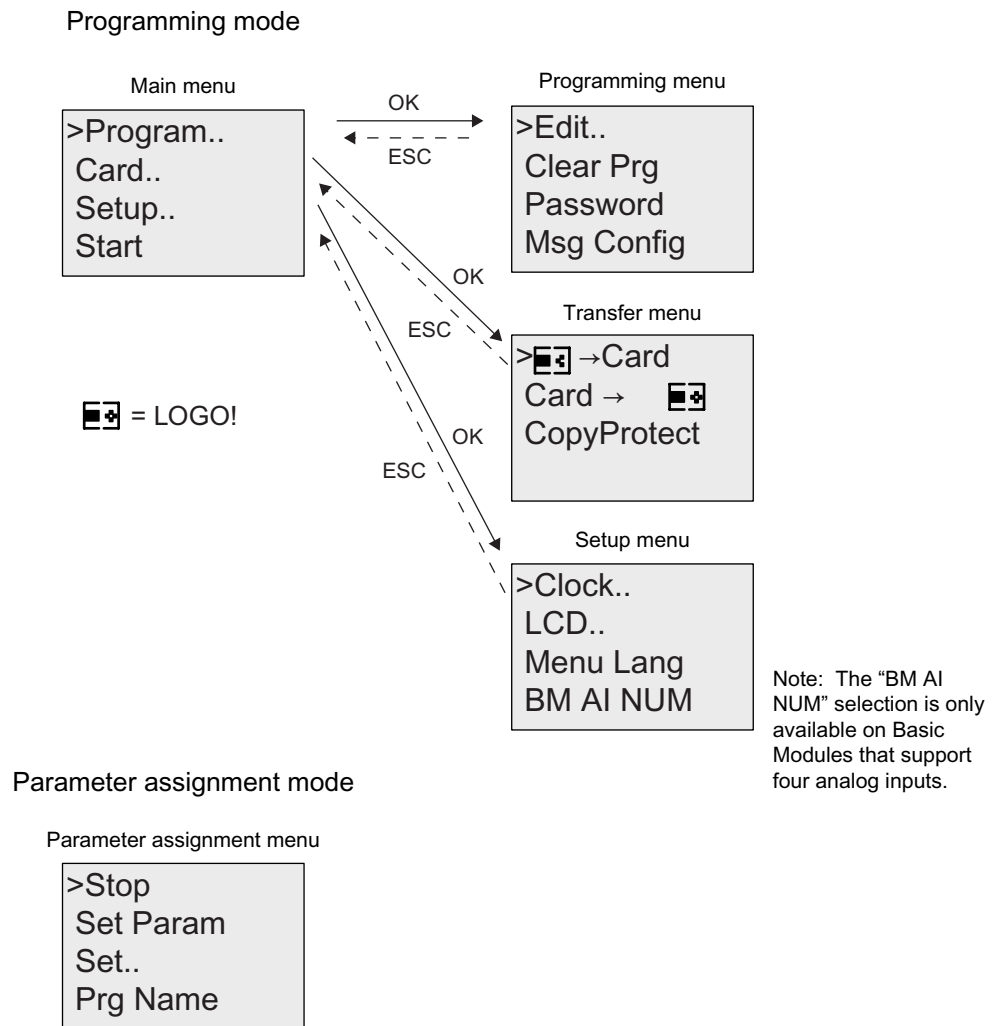 Programming mode
Main menu
>Program..
Card..
Setup..
Start
OK
ESC
Programming menu
>Edit..
Clear Prg
Password
Msg Config
OK
ESC
Transfer menu
> →Card
Card →
CopyProtect
= LOGO!
OK
ESC
Setup menu
>Clock..
LCD..
Menu Lang
BM AI NUM
Note: The “BM AI
NUM” selection is only
available on Basic
Modules that support
four analog inputs.
Parameter assignment mode
Parameter assignment menu
>Stop
Set Param
Set..
Prg Name